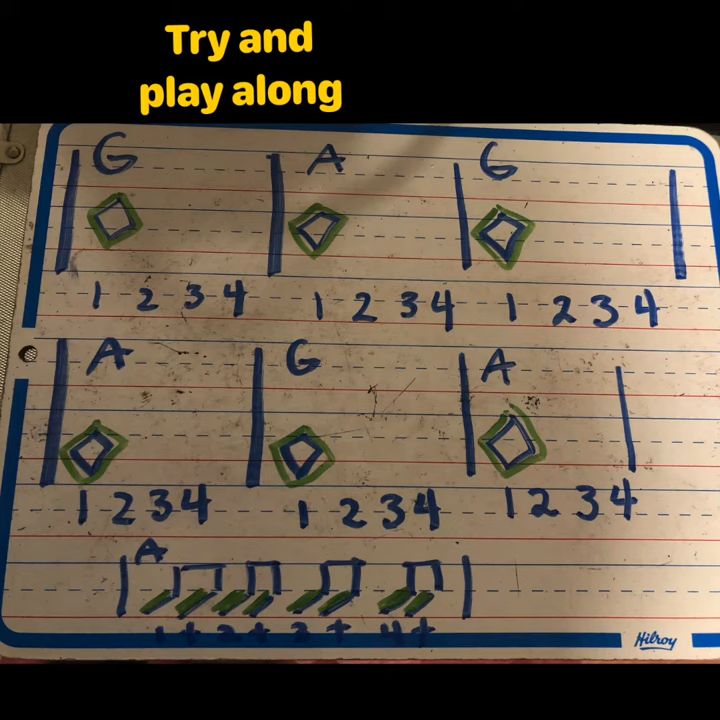 Try and
play along
G A G
1 2 3 4 1 2 3 4 1 2 3 4
A G A
1 2 3 4 1 2 3 4 1 2 3 4
A
1 + 2 + 3 + 4 +
Hilroy